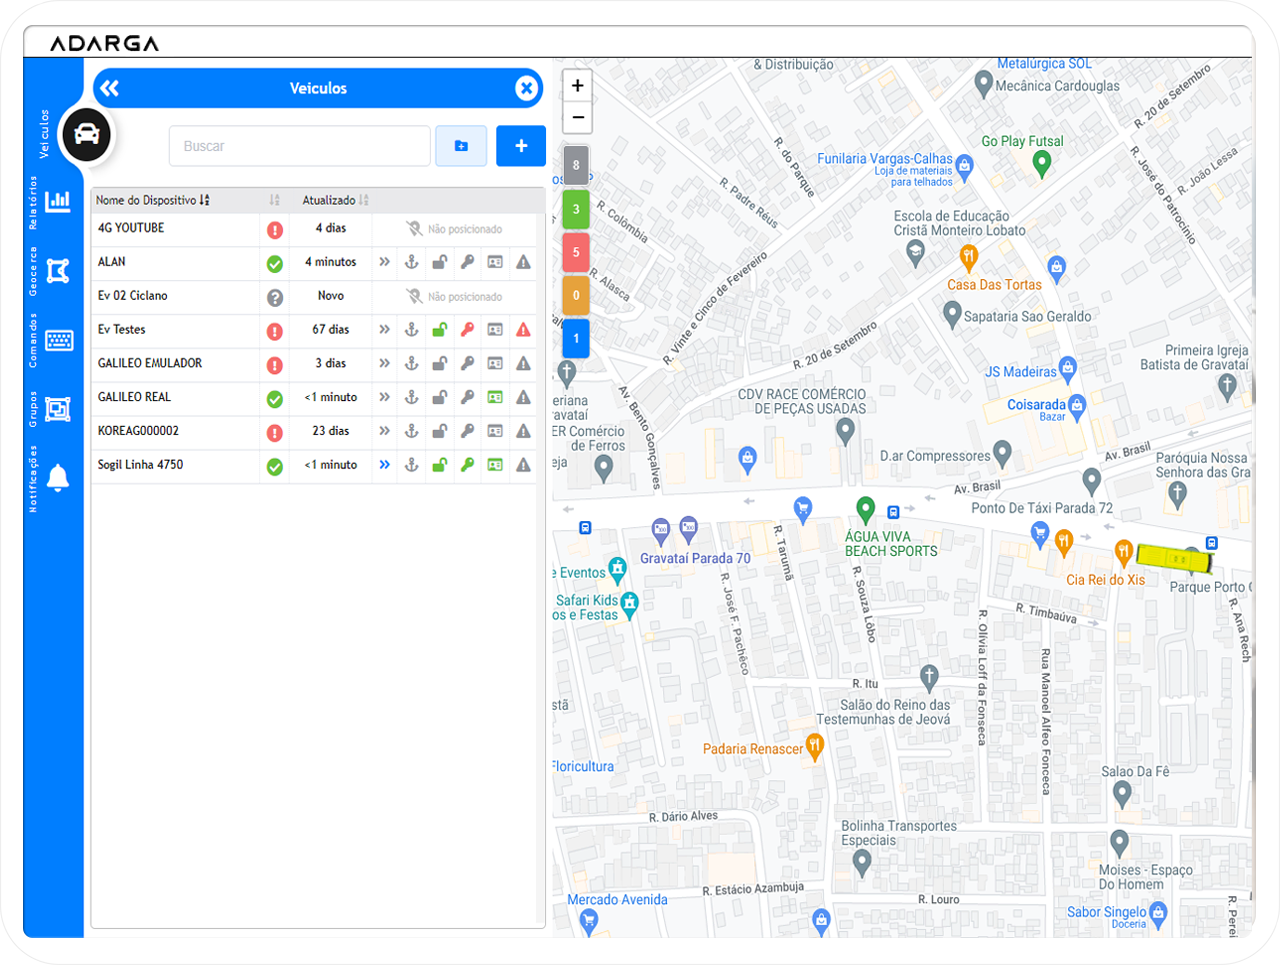 ADARGA
Veiculos
Veiculos
Relatórios
Geocerca
Comandos
Grupos
Notificações
Buscar
Nome do Dispositivo
Atualizado
4G YOUTUBE
4 dias
Não posicionado
ALAN
4 minutos
Ev 02 Ciclano
Novo
Não posicionado
Ev Testes
67 dias
GALILEO EMULADOR
3 dias
GALILEO REAL
<1 minuto
KOREAG000002
23 dias
Sogil Linha 4750
<1 minuto
+
−
8
3
5
0
1
& Distribuição
Metalúrgica SOL
Mecânica Cardouglas
R. 20 de Setembro
Go Play Futsal
R. do Parque
Funilaria Vargas-Calhas
Loja de materiais
para telhados
R. João Lessa
R. José do Patrocínio
R. Padre Réus
R. Colômbia
Escola de Educação
Cristã Monteiro Lobato
R. Alasca
R. Vinte e Cinco de Fevereiro
Casa Das Tortas
Sapataria Sao Geraldo
R. 20 de Setembro
Primeira Igreja
Batista de Gravataí
JS Madeiras
CDV RACE COMÉRCIO
DE PEÇAS USADAS
Coisarada
Bazar
Av. Bento Gonçalves
eriana
ravataí
ER Comércio
de Ferros
eja
D.ar Compressores
Av. Brasil
Av. Brasil
Paróquia Nossa
Senhora das Gra
Ponto De Táxi Parada 72
ÁGUA VIVA
BEACH SPORTS
Gravataí Parada 70
Cia Rei do Xis
Parque Porto
e Eventos
Safari Kids
os e Festas
R. Tarumã
R. José F. Pachêco
R. Souza Lôbo
R. Timbaúva
R. Olívia Loff da Fonseca
Rua Manoel Alfeo Fonceca
R. Ana Rech
R. Itu
stã
Salão do Reino das
Testemunhas de Jeová
Padaria Renascer
Floricultura
Salao Da Fê
R. Dário Alves
Bolinha Transportes
Especiais
Moises - Espaço
Do Homem
R. Estácio Azambuja
Mercado Avenida
R. Louro
Sabor Singelo
Doceria
R. Perei